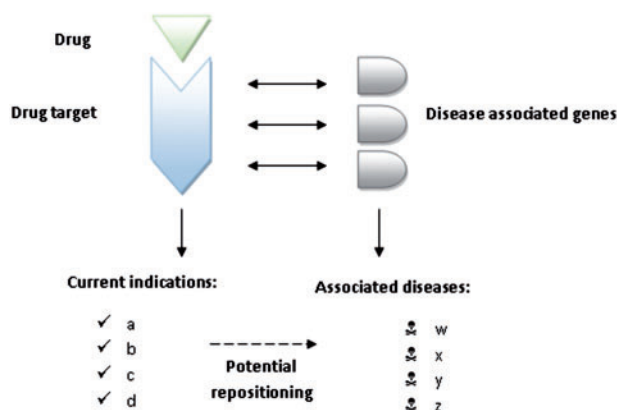 Drug
Drug target
Disease associated genes
Current indications:
✓ a
✓ b
✓ c
✓ d
Potential
repositioning
Associated diseases:
☠ w
☠ x
☠ y
☠ z